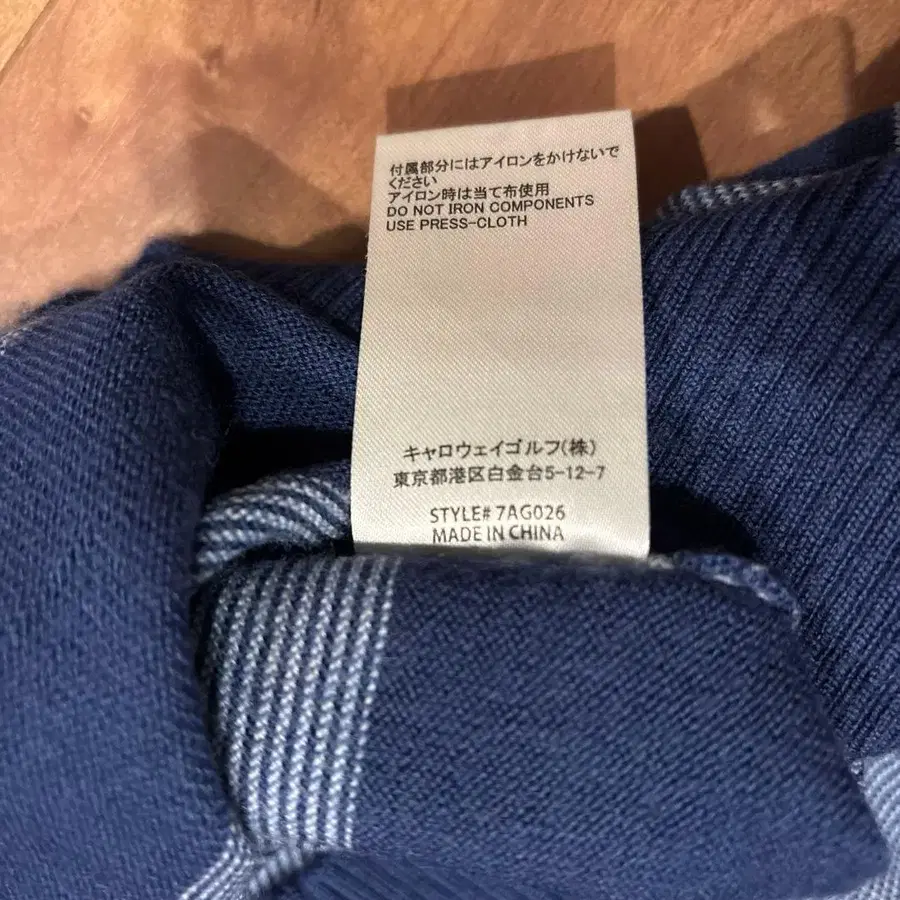 付属部分にはアイロンをかけないで
ください
アイロン時は当て布使用
DO NOT IRON COMPONENTS
USE PRESS-CLOTH
キャロウェイゴルフ(株)
東京都港区白金台5-12-7
STYLE# 7AG026
MADE IN CHINA